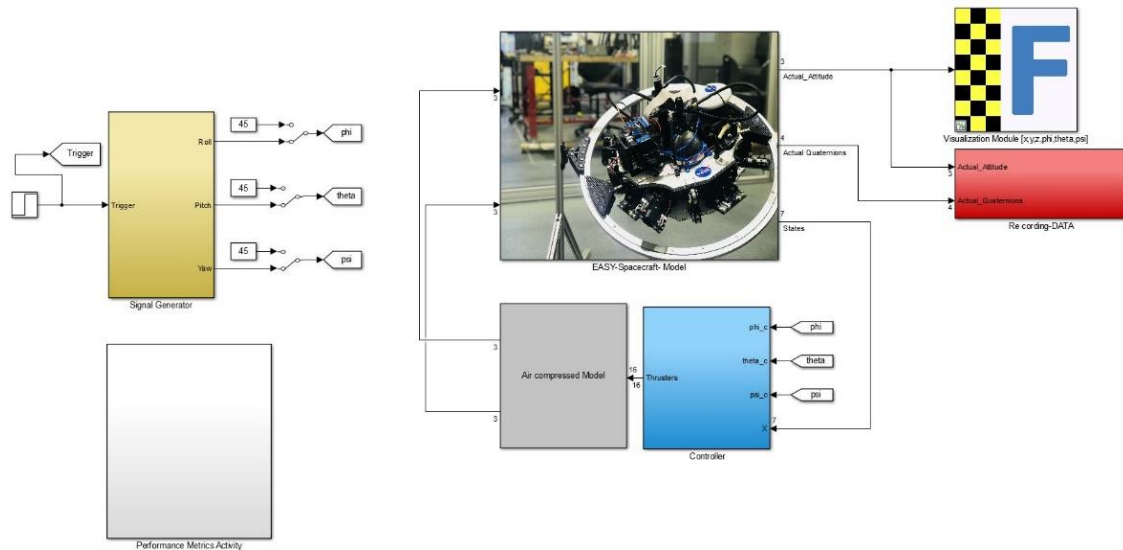 Trigger
Trigger
Roll
Pitch
Yaw
45
45
45
phi
theta
psi
Signal Generator
Performance Metrics Activity
3
3
3
Actual_Attitude
4
Actual Quaternions
7
States
EASY-Spacecraft- Model
F
Visualization Module [x,y,z,phi,theta,psi]
Actual_Attitude
3
Actual_Quaternions
4
Re cording-DATA
3
Air compressed Model
3
16
16
Thrusters
phi_c
theta_c
psi_c
7
X
phi
theta
psi
Controller